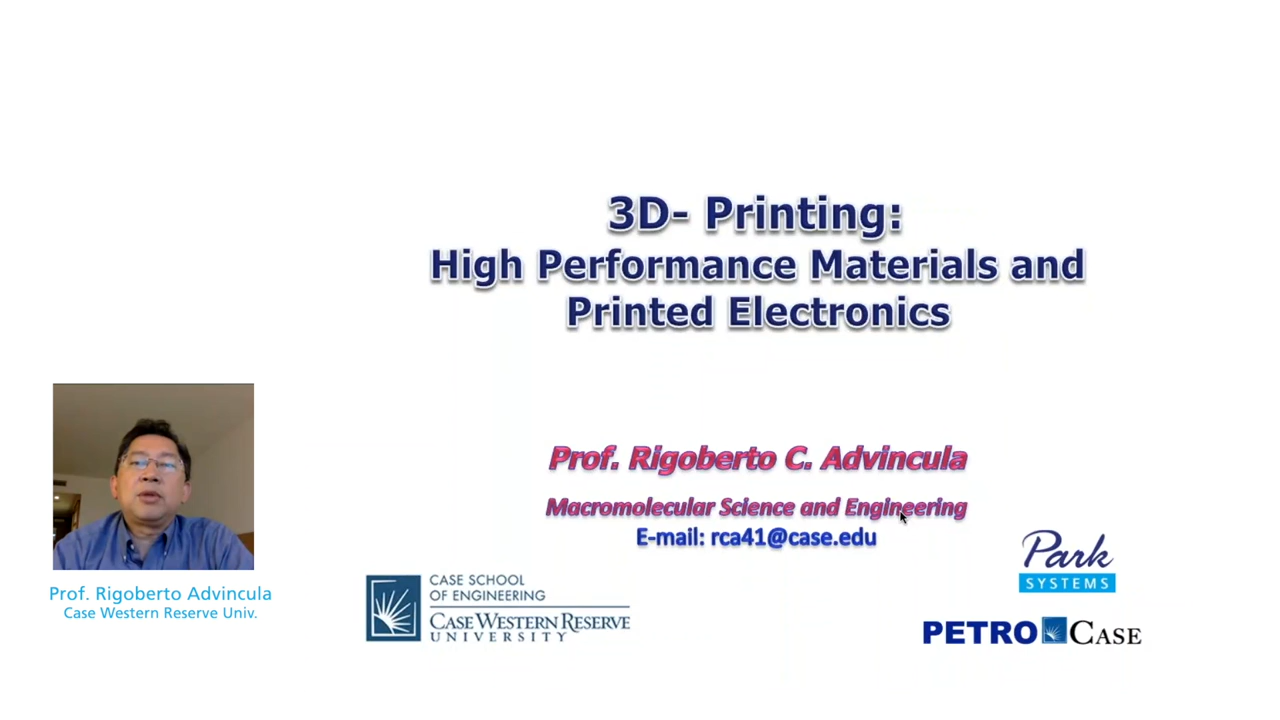 3D- Printing:
High Performance Materials and
Printed Electronics
Prof. Rigoberto C. Advincula
Macromolecular Science and Engineering
E-mail: rca41@case.edu
Prof. Rigoberto Advincula
Case Western Reserve Univ.
CASE SCHOOL
OF ENGINEERING
CASE WESTERN RESERVE
UNIVERSITY
Park
SYSTEMS
PETRO CASE